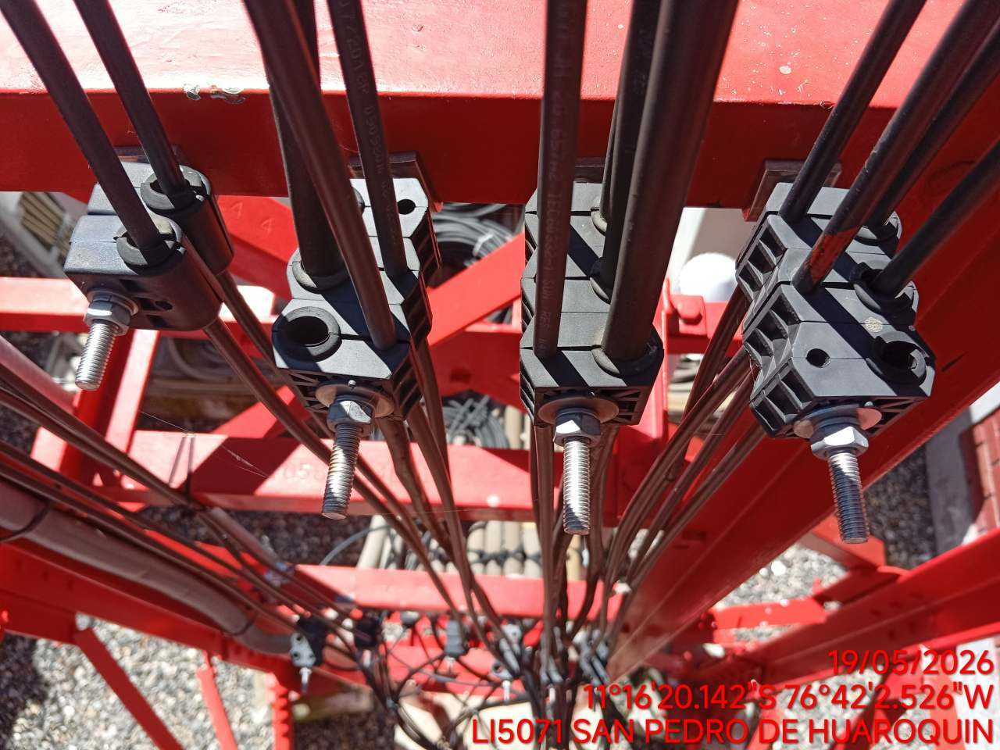 19/05/2026
11°16'20.142"S 76°42'2.526"W
LI5071 SAN PEDRO DE HUAROQUIN